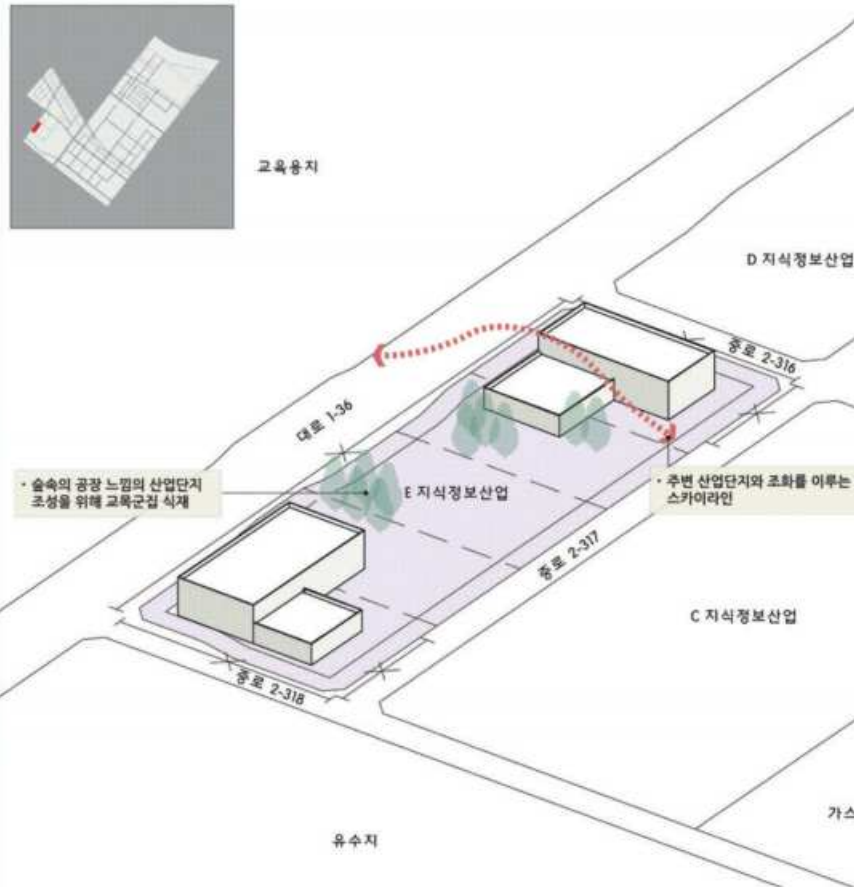 교육용지
D 지식정보산업
중로 2-316
대로 1-36
· 숲속의 공장 느낌의 산업단지
조성을 위해 교목군집 식재
E 지식정보산업
· 주변 산업단지와 조화를 이루는
스카이라인
중로 2-317
C 지식정보산업
중로 2-318
가스
유수지